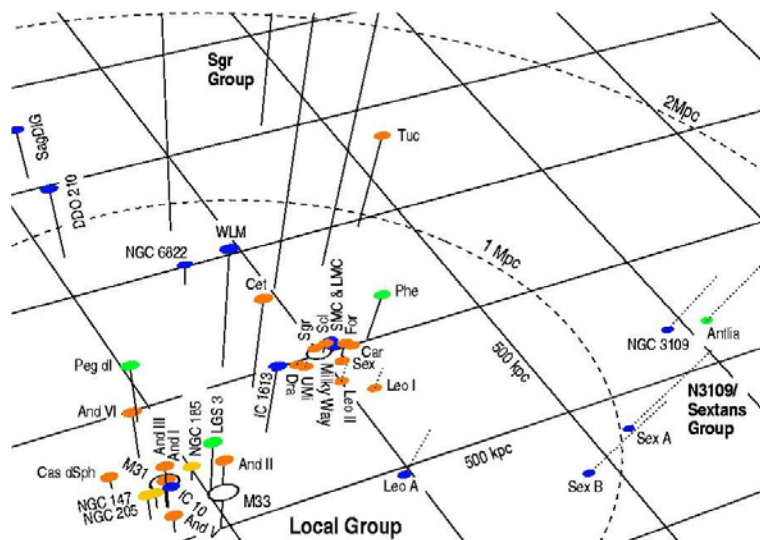 Sgr
Group
2Mpc
SagDIG
Tuc
DDO 210
WLM
NGC 6822
1 Mpc
Cet
SMC & LMC
Phe
Sgr
Scl
For
Car
Sex
NGC 3109
Antlia
Peg dI
IC 1613
Dra
UMi
Milky Way
Leo II
Leo I
500 kpc
And VI
N3109/
Sextans
Group
LGS 3
NGC 185
And III
And I
500 kpc
Sex A
M31
And II
Cas dSph
Leo A
Sex B
NGC 147
NGC 205
IC 10
M33
And V
Local Group